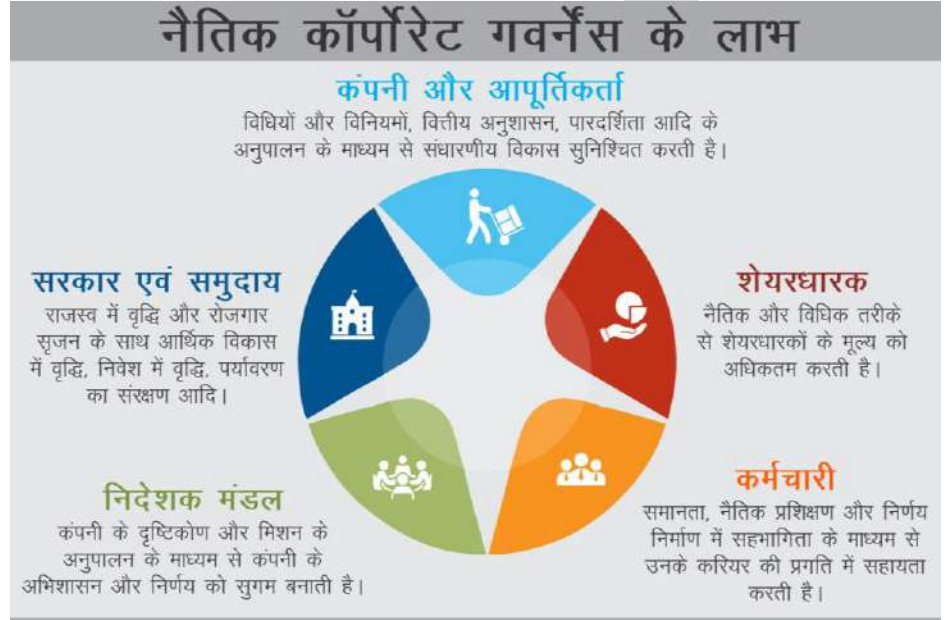 नैतिक कॉर्पोरेट गवर्नेंस के लाभ
कंपनी और आपूर्तिकर्ता
विधियों और विनियमों, वित्तीय अनुशासन, पारदर्शिता आदि के
अनुपालन के माध्यम से संधारणीय विकास सुनिश्चित करती है।
सरकार एवं समुदाय
राजस्व में वृद्धि और रोजगार
सृजन के साथ आर्थिक विकास
में वृद्धि, निवेश में वृद्धि, पर्यावरण
का संरक्षण आदि।
शेयरधारक
नैतिक और विधिक तरीके
से शेयरधारकों के मूल्य को
अधिकतम करती है।
निदेशक मंडल
कंपनी के दृष्टिकोण और मिशन के
अनुपालन के माध्यम से कंपनी के
अभिशासन और निर्णय को सुगम बनाती है।
कर्मचारी
समानता, नैतिक प्रशिक्षण और निर्णय
निर्माण में सहभागिता के माध्यम से
उनके करियर की प्रगति में सहायता
करती है।